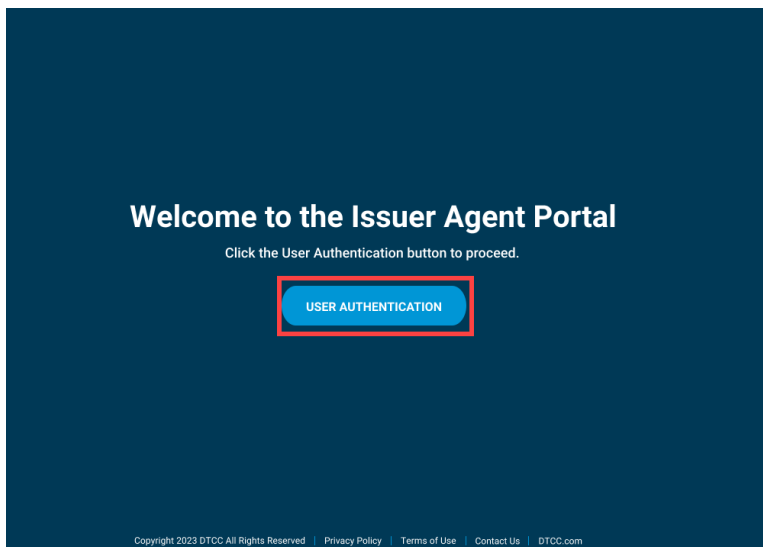 Welcome to the Issuer Agent Portal
Click the User Authentication button to proceed.
USER AUTHENTICATION
Copyright 2023 DTCC All Rights Reserved | Privacy Policy | Terms of Use | Contact Us | DTCC.com